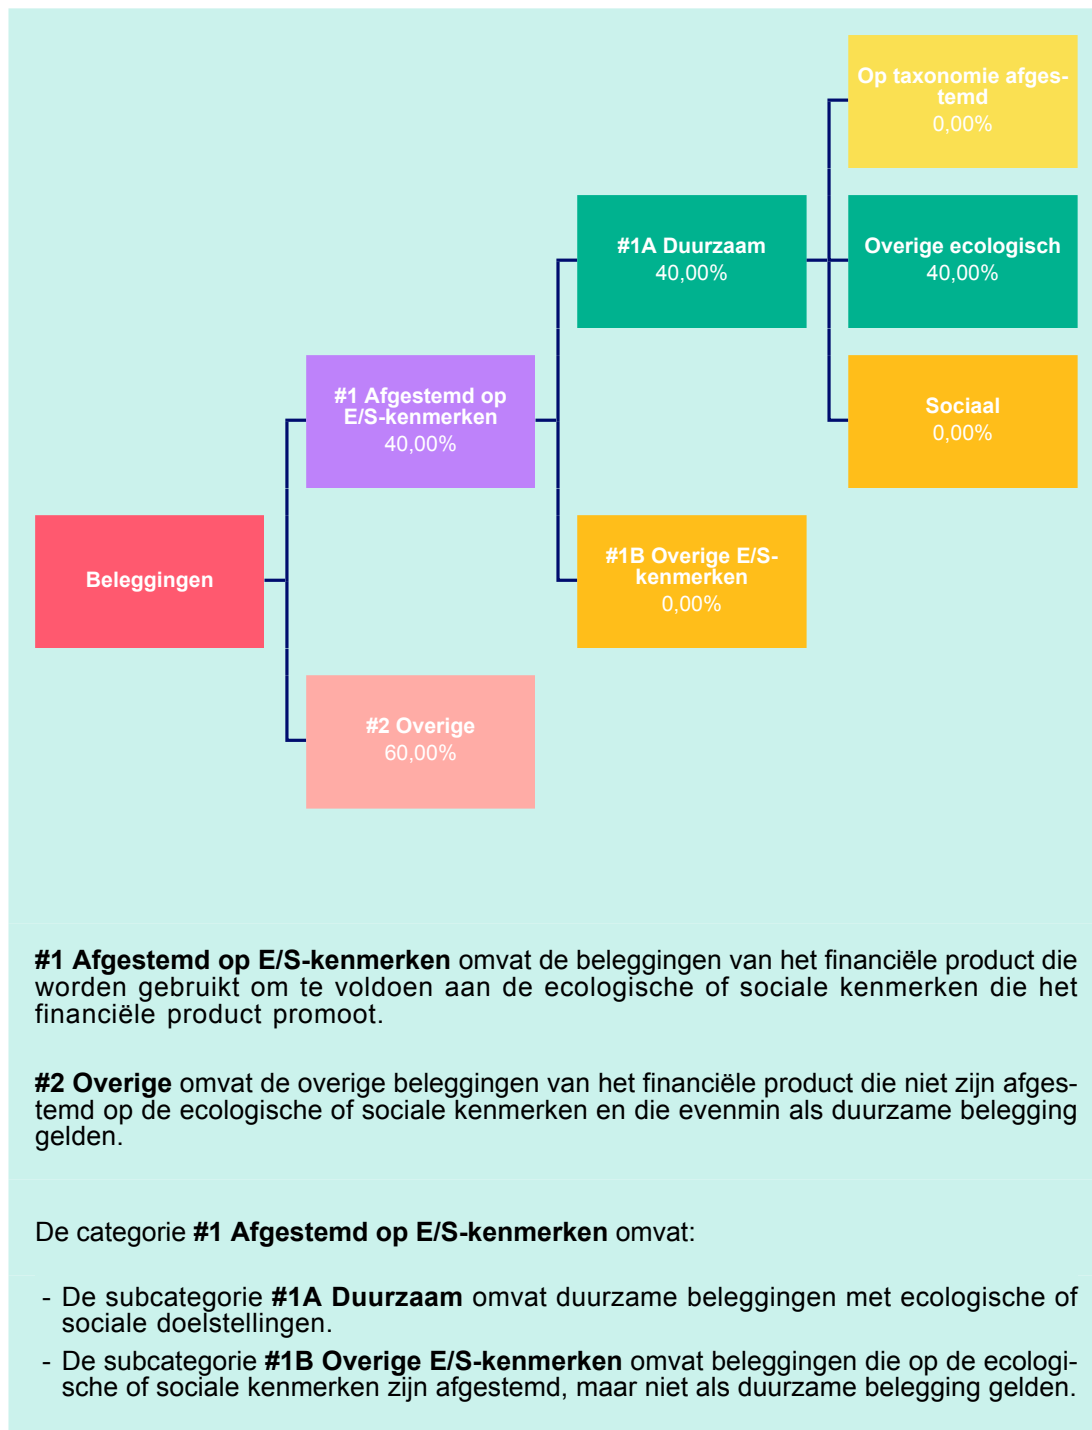 Op taxonomie afges-
temd
0,00%
#1A Duurzaam
40,00%
Overige ecologisch
40,00%
#1 Afgestemd op
E/S-kenmerken
40,00%
Sociaal
0,00%
Beleggingen
#1B Overige E/S-
kenmerken
0,00%
#2 Overige
60,00%
#1 Afgestemd op E/S-kenmerken omvat de beleggingen van het financiële product die
worden gebruikt om te voldoen aan de ecologische of sociale kenmerken die het
financiële product promoot.
#2 Overige omvat de overige beleggingen van het financiële product die niet zijn afges-
temd op de ecologische of sociale kenmerken en die evenmin als duurzame belegging
gelden.
De categorie #1 Afgestemd op E/S-kenmerken omvat:
- De subcategorie #1A Duurzaam omvat duurzame beleggingen met ecologische of
sociale doelstellingen.
- De subcategorie #1B Overige E/S-kenmerken omvat beleggingen die op de ecologi-
sche of sociale kenmerken zijn afgestemd, maar niet als duurzame belegging gelden.